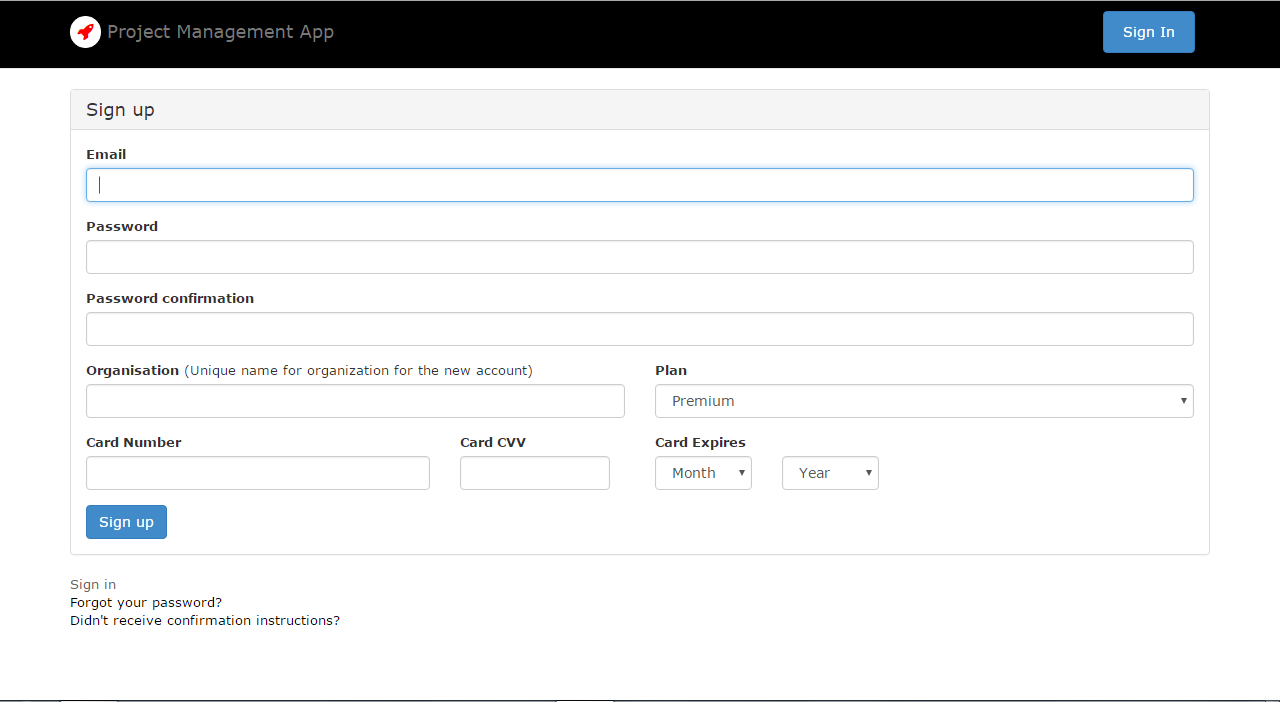 Project Management App
Sign In
Sign up
Email
Password
Password confirmation
Organisation (Unique name for organization for the new account)
Plan
Premium
Card Number
Card CVV
Card Expires
Month
Year
Sign up
Sign in
Forgot your password?
Didn't receive confirmation instructions?